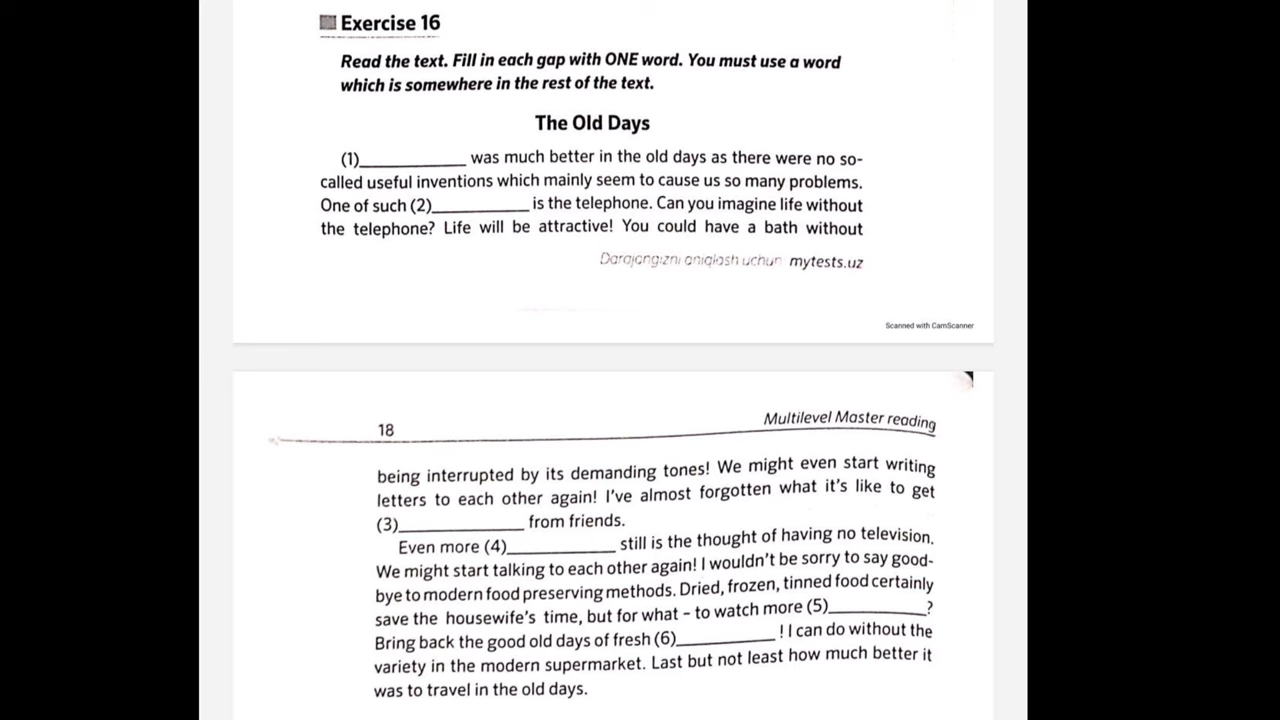 Exercise 16
Read the text. Fill in each gap with ONE word. You must use a word
which is somewhere in the rest of the text.
The Old Days
(1)____________ was much better in the old days as there were no so-
called useful inventions which mainly seem to cause us so many problems.
One of such (2)____________ is the telephone. Can you imagine life without
the telephone? Life will be attractive! You could have a bath without
Darajangizni aniqlash uchun mytests.uz
Scanned with CamScanner
18
Multilevel Master reading
being interrupted by its demanding tones! We might even start writing
letters to each other again! I've almost forgotten what it's like to get
(3)____________ from friends.
Even more (4)____________ still is the thought of having no television.
We might start talking to each other again! I wouldn't be sorry to say good-
bye to modern food preserving methods. Dried, frozen, tinned food certainly
save the housewife's time, but for what – to watch more (5)____________?
Bring back the good old days of fresh (6)____________! I can do without the
variety in the modern supermarket. Last but not least how much better it
was to travel in the old days.